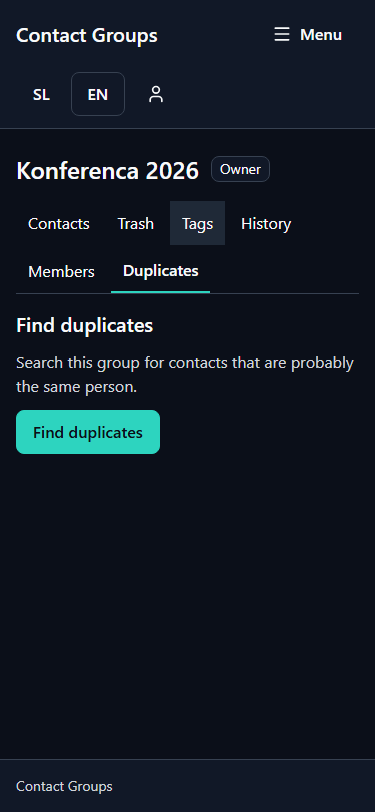 Contact Groups
Menu
SL
EN
Konferenca 2026
Owner
Contacts
Trash
Tags
History
Members
Duplicates
Find duplicates
Search this group for contacts that are probably
the same person.
Find duplicates
Contact Groups